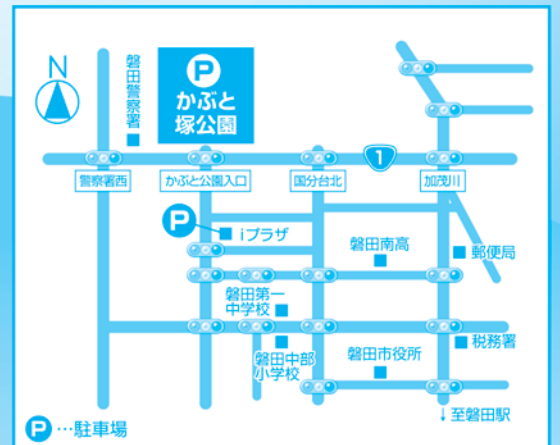 N
磐田警察署
P
かぶと
塚公園
1
警察署西
かぶと公園入口
国分台北
加茂川
P
iプラザ
磐田南高
郵便局
磐田第一
中学校
磐田中部
小学校
磐田市役所
税務署
↓至磐田駅
P…駐車場